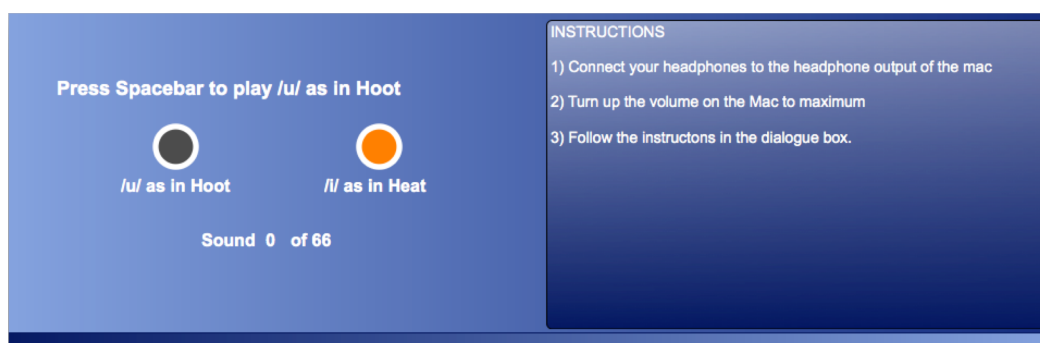 Press Spacebar to play /u/ as in Hoot
/u/ as in Hoot
/i/ as in Heat
Sound 0 of 66
INSTRUCTIONS
1) Connect your headphones to the headphone output of the mac
2) Turn up the volume on the Mac to maximum
3) Follow the instructons in the dialogue box.